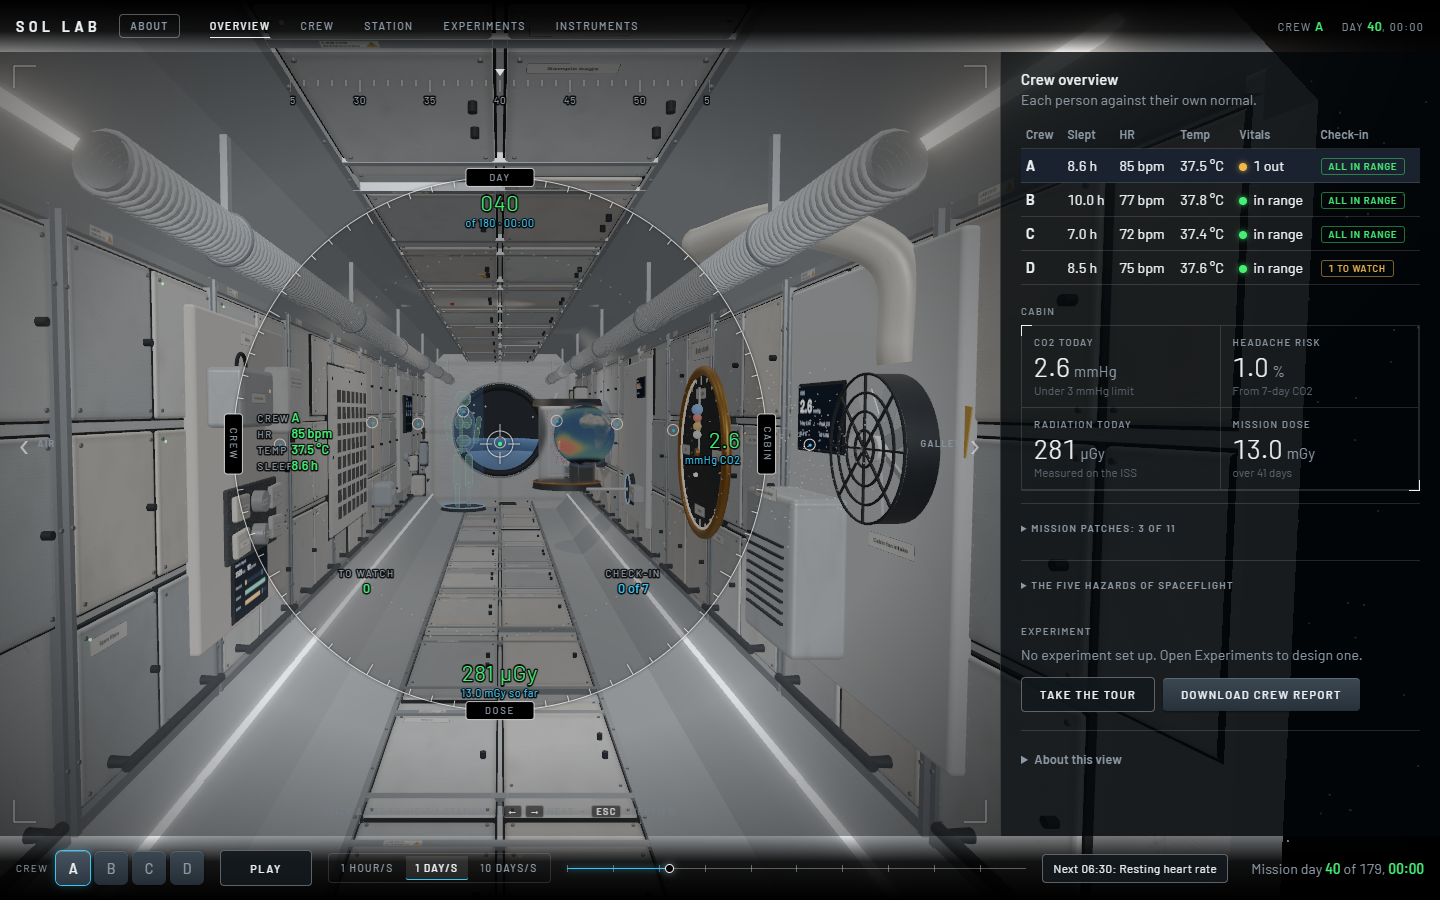 SOL LAB
ABOUT
OVERVIEW
CREW
STATION
EXPERIMENTS
INSTRUMENTS
CREW A
DAY 40, 00:00
5 30 35 40 45 50 5
DAY
040
of 180 · 00:00
CREW
CREW A
HR 85 bpm
TEMP 37.5 °C
SLEEP 8.6 h
AIR
2.6
mmHg CO2
CABIN
2.6
GALLE
Cabin fan intake
TO WATCH
0
CHECK-IN
0 of 7
281 µGy
13.0 mGy so far
DOSE
← → ESC
Crew overview
Each person against their own normal.
Crew Slept HR Temp Vitals Check-in
A 8.6 h 85 bpm 37.5 °C 1 out ALL IN RANGE
B 10.0 h 77 bpm 37.8 °C in range ALL IN RANGE
C 7.0 h 72 bpm 37.4 °C in range ALL IN RANGE
D 8.5 h 75 bpm 37.6 °C in range 1 TO WATCH
CABIN
CO2 TODAY
2.6 mmHg
Under 3 mmHg limit
HEADACHE RISK
1.0 %
From 7-day CO2
RADIATION TODAY
281 µGy
Measured on the ISS
MISSION DOSE
13.0 mGy
over 41 days
MISSION PATCHES: 3 OF 11
THE FIVE HAZARDS OF SPACEFLIGHT
EXPERIMENT
No experiment set up. Open Experiments to design one.
TAKE THE TOUR
DOWNLOAD CREW REPORT
About this view
CREW A B C D
PLAY
1 HOUR/S 1 DAY/S 10 DAYS/S
Next 06:30: Resting heart rate
Mission day 40 of 179, 00:00